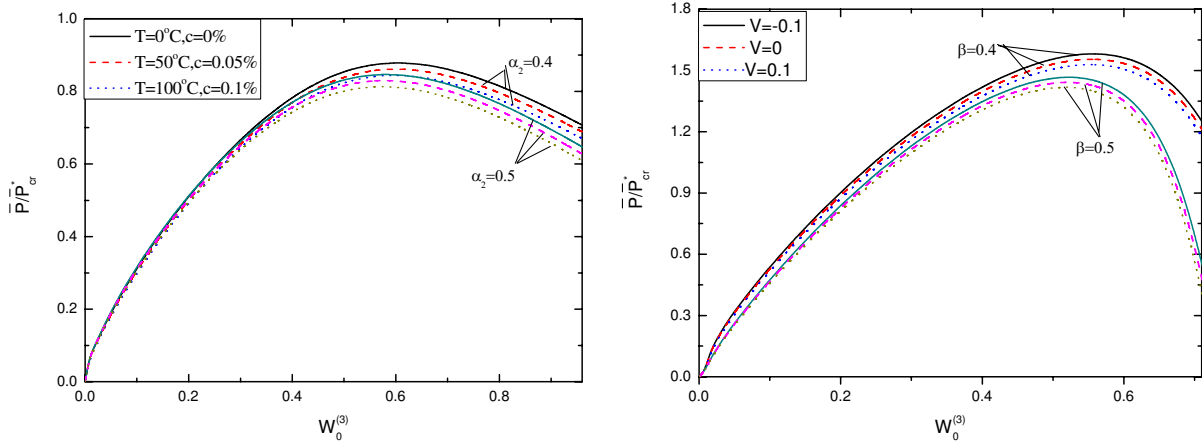 1.0
0.8
0.6
0.4
0.2
0.0
P̅/P̅*cr
T=0°C,c=0%
T=50°C,c=0.05%
T=100°C,c=0.1%
α₂=0.4
α₂=0.5
0.0 0.2 0.4 0.6 0.8
W₀⁽³⁾
1.8
1.5
1.2
0.9
0.6
0.3
0.0
P̅/P̅*cr
V=-0.1
V=0
V=0.1
β=0.4
β=0.5
0.0 0.2 0.4 0.6
W₀⁽³⁾